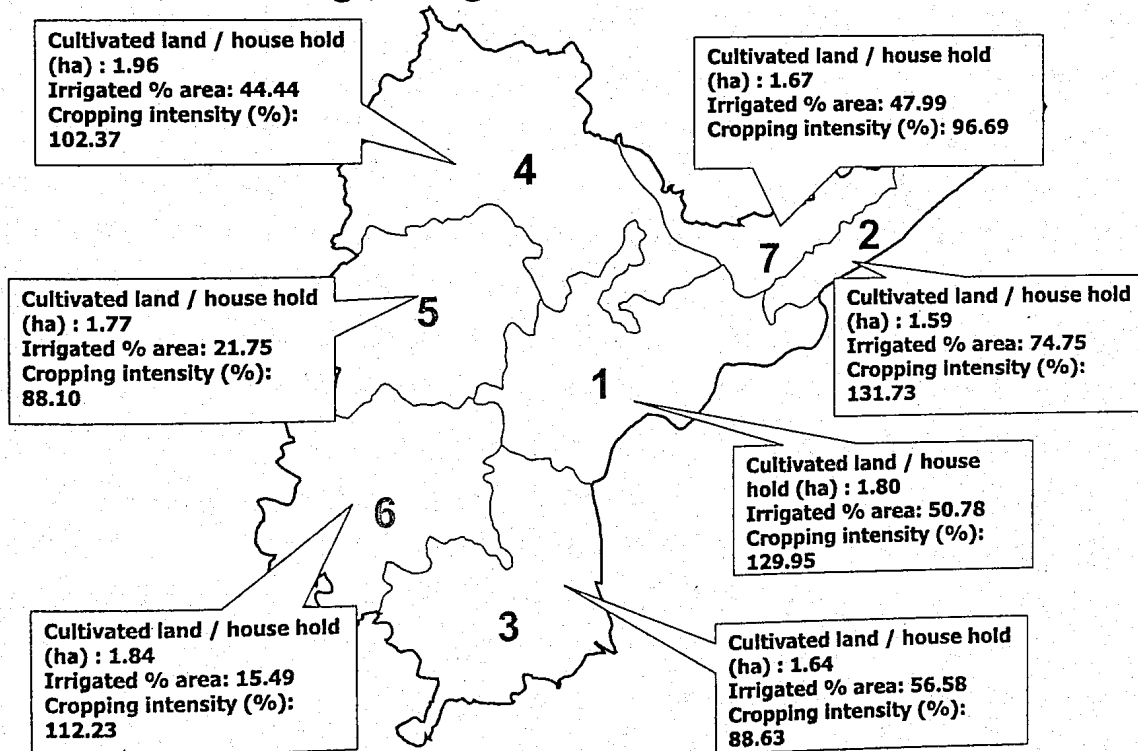 Cultivated land / house hold
(ha) : 1.96
Irrigated % area: 44.44
Cropping intensity (%):
102.37
Cultivated land / house hold
(ha) : 1.67
Irrigated % area: 47.99
Cropping intensity (%): 96.69
4
2
7
Cultivated land / house hold
(ha) : 1.77
Irrigated % area: 21.75
Cropping intensity (%):
88.10
5
Cultivated land / house hold
(ha) : 1.59
Irrigated % area: 74.75
Cropping intensity (%):
131.73
1
Cultivated land / house
hold (ha) : 1.80
Irrigated % area: 50.78
Cropping intensity (%):
129.95
6
3
Cultivated land / house hold
(ha) : 1.84
Irrigated % area: 15.49
Cropping intensity (%):
112.23
Cultivated land / house hold
(ha) : 1.64
Irrigated % area: 56.58
Cropping intensity (%):
88.63